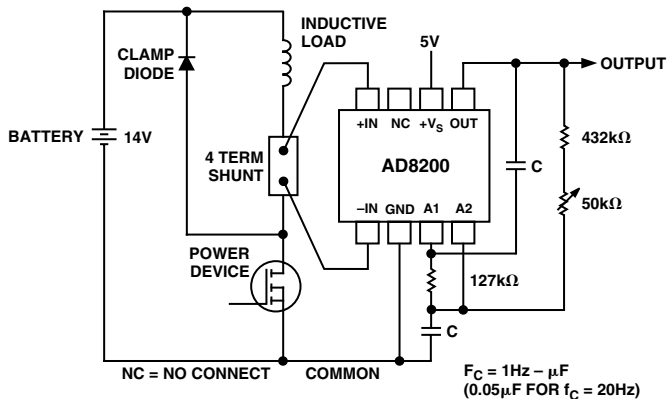 INDUCTIVE
LOAD
CLAMP
DIODE
5V
OUTPUT
+IN NC +VS OUT
BATTERY 14V
4 TERM
SHUNT
AD8200
C
432kΩ
50kΩ
–IN GND A1 A2
POWER
DEVICE
127kΩ
C
NC = NO CONNECT COMMON
FC = 1Hz – μF
(0.05μF FOR fC = 20Hz)